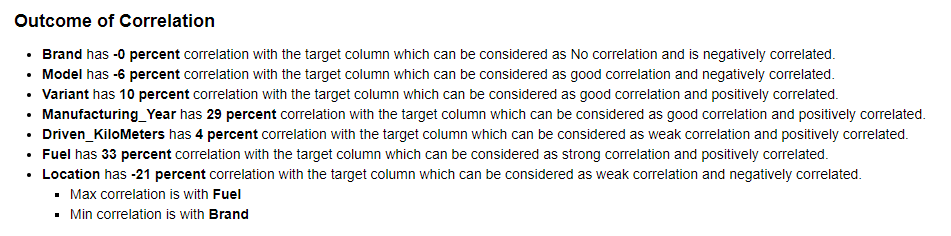 Outcome of Correlation
• Brand has -0 percent correlation with the target column which can be considered as No correlation and is negatively correlated.
• Model has -6 percent correlation with the target column which can be considered as good correlation and negatively correlated.
• Variant has 10 percent correlation with the target column which can be considered as good correlation and positively correlated.
• Manufacturing_Year has 29 percent correlation with the target column which can be considered as good correlation and positively correlated.
• Driven_KiloMeters has 4 percent correlation with the target column which can be considered as weak correlation and positively correlated.
• Fuel has 33 percent correlation with the target column which can be considered as strong correlation and positively correlated.
• Location has -21 percent correlation with the target column which can be considered as weak correlation and negatively correlated.
▪ Max correlation is with Fuel
▪ Min correlation is with Brand